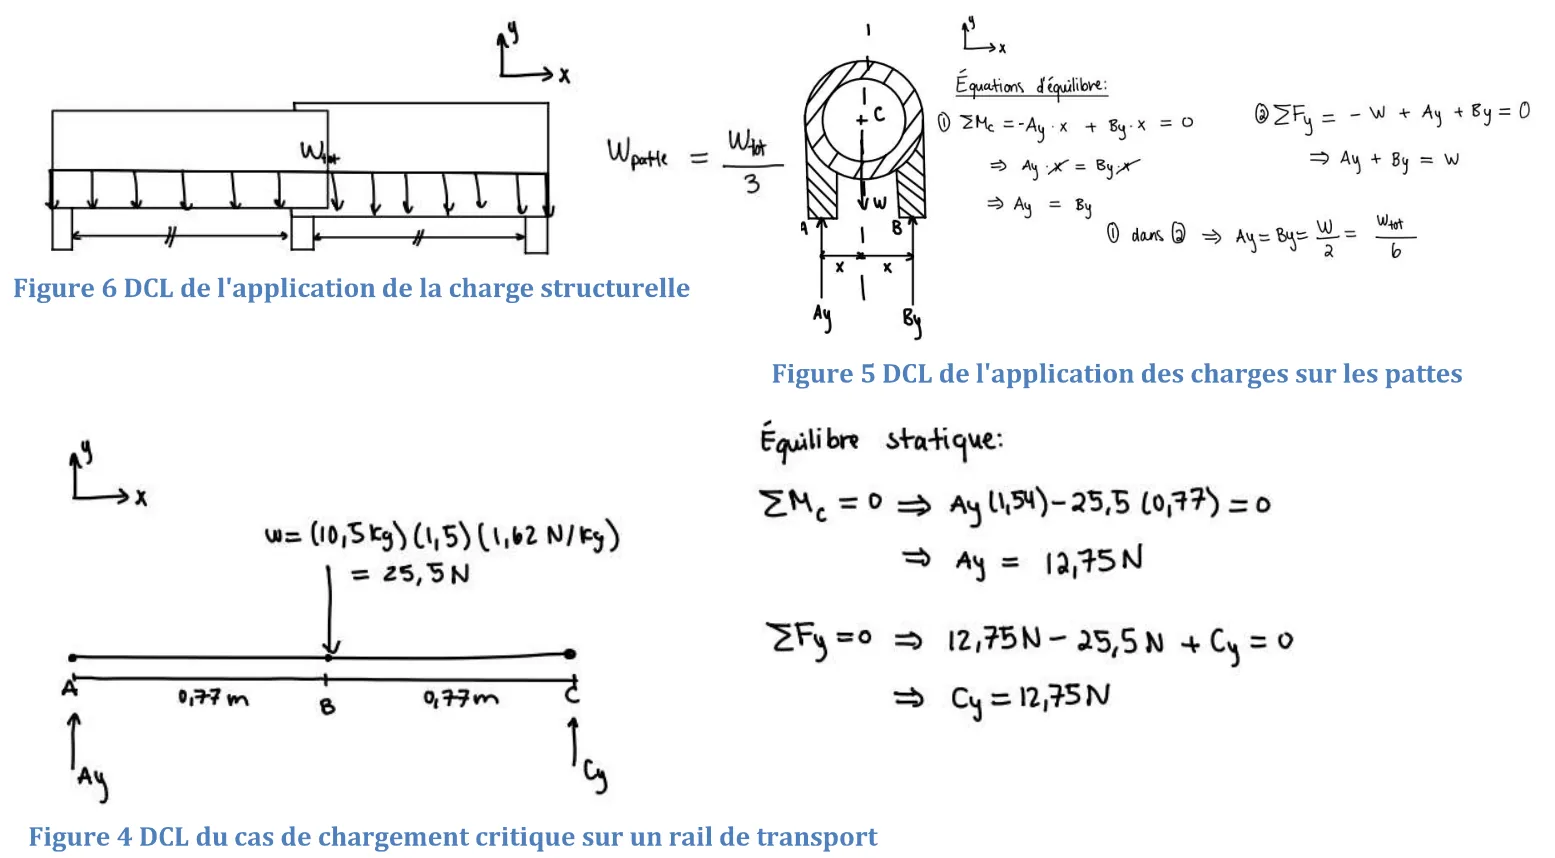 y
x
W_tot
W_patte = W_tot / 3
Figure 6 DCL de l'application de la charge structurelle
C
W
A
B
x x
Ay By
y
x
Équations d'équilibre:
① ΣM_c = -Ay · x + By · x = 0
⇒ Ay · x = By · x
⇒ Ay = By
② ΣFy = - W + Ay + By = 0
⇒ Ay + By = W
① dans ② ⇒ Ay = By = W/2 = W_tot/6
Figure 5 DCL de l'application des charges sur les pattes
y
x
w = (10,5 kg) (1,5) (1,62 N/kg)
= 25,5 N
A 0,77 m B 0,77 m C
Ay Cy
Équilibre statique:
ΣM_c = 0 ⇒ Ay (1,54) - 25,5 (0,77) = 0
⇒ Ay = 12,75 N
ΣFy = 0 ⇒ 12,75 N - 25,5 N + Cy = 0
⇒ Cy = 12,75 N
Figure 4 DCL du cas de chargement critique sur un rail de transport